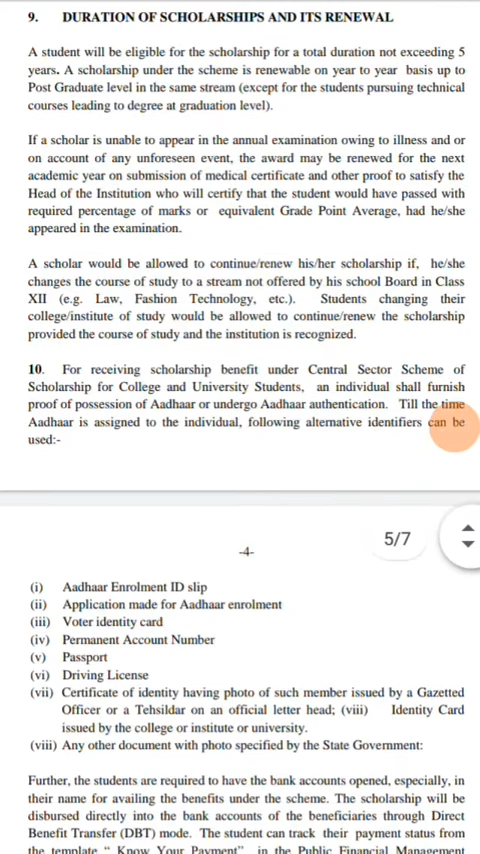 9. DURATION OF SCHOLARSHIPS AND ITS RENEWAL
A student will be eligible for the scholarship for a total duration not exceeding 5
years. A scholarship under the scheme is renewable on year to year basis up to
Post Graduate level in the same stream (except for the students pursuing technical
courses leading to degree at graduation level).
If a scholar is unable to appear in the annual examination owing to illness and or
on account of any unforeseen event, the award may be renewed for the next
academic year on submission of medical certificate and other proof to satisfy the
Head of the Institution who will certify that the student would have passed with
required percentage of marks or equivalent Grade Point Average, had he/she
appeared in the examination.
A scholar would be allowed to continue/renew his/her scholarship if, he/she
changes the course of study to a stream not offered by his school Board in Class
XII (e.g. Law, Fashion Technology, etc.). Students changing their
college/institute of study would be allowed to continue/renew the scholarship
provided the course of study and the institution is recognized.
10. For receiving scholarship benefit under Central Sector Scheme of
Scholarship for College and University Students, an individual shall furnish
proof of possession of Aadhaar or undergo Aadhaar authentication. Till the time
Aadhaar is assigned to the individual, following alternative identifiers can be
used:-
5/7
-4-
(i) Aadhaar Enrolment ID slip
(ii) Application made for Aadhaar enrolment
(iii) Voter identity card
(iv) Permanent Account Number
(v) Passport
(vi) Driving License
(vii) Certificate of identity having photo of such member issued by a Gazetted
Officer or a Tehsildar on an official letter head; (viii) Identity Card
issued by the college or institute or university.
(viii) Any other document with photo specified by the State Government:
Further, the students are required to have the bank accounts opened, especially, in
their name for availing the benefits under the scheme. The scholarship will be
disbursed directly into the bank accounts of the beneficiaries through Direct
Benefit Transfer (DBT) mode. The student can track their payment status from
the template “ Know Your Payment” in the Public Financial Management